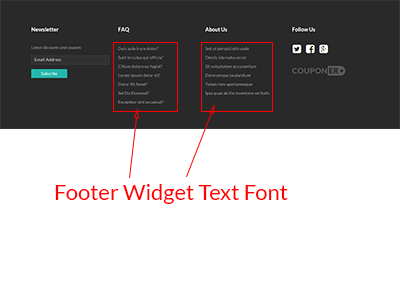 Newsletter
Latest discounts and coupons
Email Address
Subscribe
FAQ
Duis aute irure dolor?
Sunt in culpa qui officia?
Cillum dolore eu fugiat?
Lorem ipsum dolor sit?
Dolor Sit Amet?
Set Do Eiusmod?
Excepteur sint occaecat?
About Us
Sed ut perspiciatis unde
Omnis iste natus error
Sit voluptatem accusantium
Doloremque laudantium
Totam rem aperiameaque
Ipsa quae ab illo inventore veritatis
Follow Us
COUPONER
Footer Widget Text Font